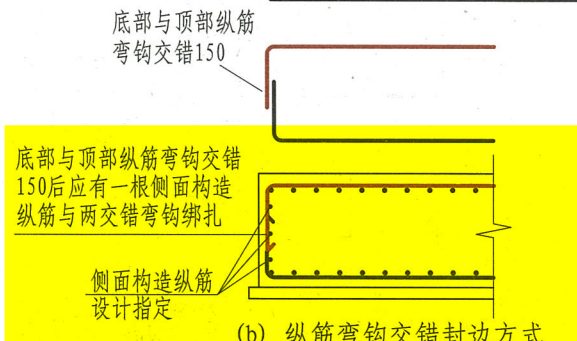 底部与顶部纵筋
弯钩交错150
底部与顶部纵筋弯钩交错
150后应有一根侧面构造
纵筋与两交错弯钩绑扎
侧面构造纵筋
设计指定
(b) 纵筋弯钩交错封边方式